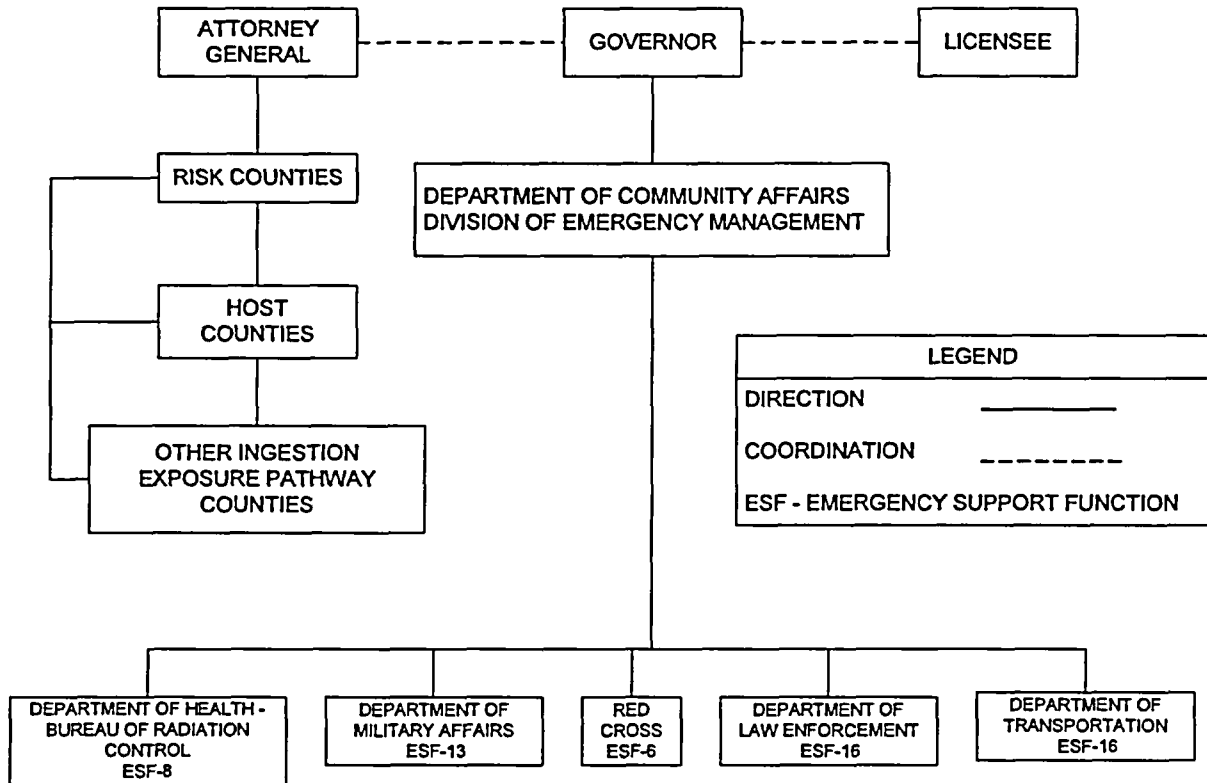 ATTORNEY
GENERAL
GOVERNOR
LICENSEE
RISK COUNTIES
DEPARTMENT OF COMMUNITY AFFAIRS
DIVISION OF EMERGENCY MANAGEMENT
HOST
COUNTIES
OTHER INGESTION
EXPOSURE PATHWAY
COUNTIES
LEGEND
DIRECTION
COORDINATION
ESF - EMERGENCY SUPPORT FUNCTION
DEPARTMENT OF HEALTH -
BUREAU OF RADIATION
CONTROL
ESF-8
DEPARTMENT OF
MILITARY AFFAIRS
ESF-13
RED
CROSS
ESF-6
DEPARTMENT OF
LAW ENFORCEMENT
ESF-16
DEPARTMENT OF
TRANSPORTATION
ESF-16